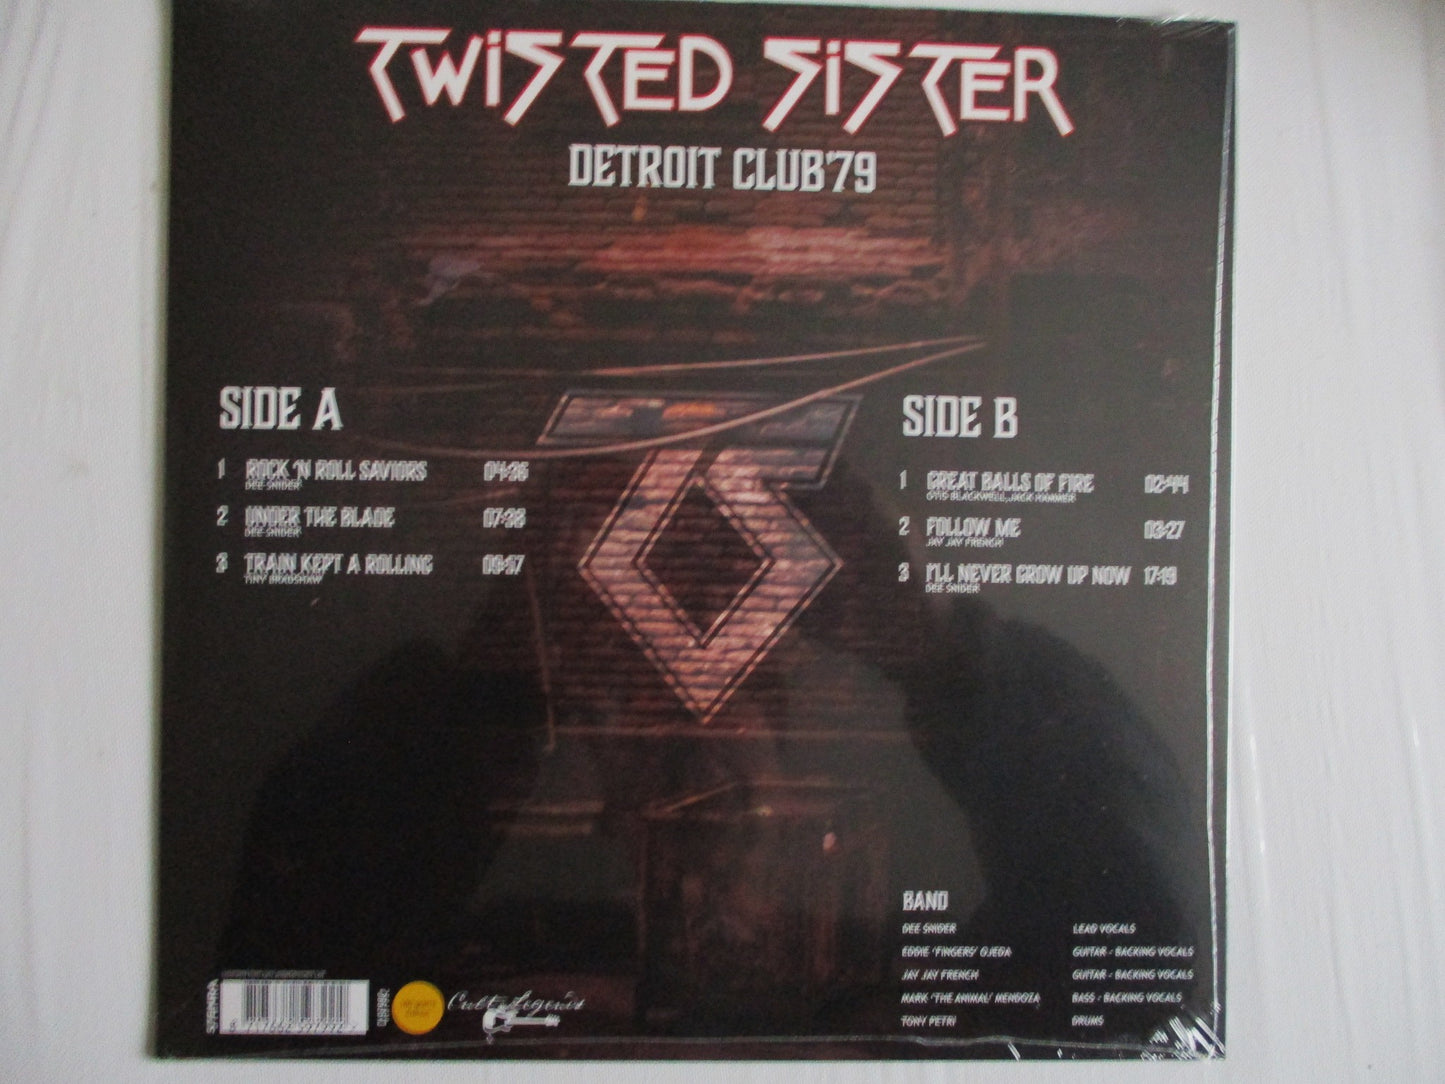 TWISTED SISTER
DETROIT CLUB'79
SIDE A
1 ROCK 'N ROLL SAVIORS 04:36
DEE SNIDER
2 UNDER THE BLADE 07:38
DEE SNIDER
3 TRAIN KEPT A ROLLING 09:57
TINY BRADSHAW
SIDE B
1 GREAT BALLS OF FIRE 02:44
OTIS BLACKWELL, JACK HAMMER
2 FOLLOW ME 03:27
JAY JAY FRENCH
3 I'LL NEVER GROW UP NOW 17:19
DEE SNIDER
BAND
DEE SNIDER LEAD VOCALS
EDDIE 'FINGERS' OJEDA GUITAR - BACKING VOCALS
JAY JAY FRENCH GUITAR - BACKING VOCALS
MARK 'THE ANIMAL' MENDOZA BASS - BACKING VOCALS
TONY PETRI DRUMS
STEMRA
Cult Legends